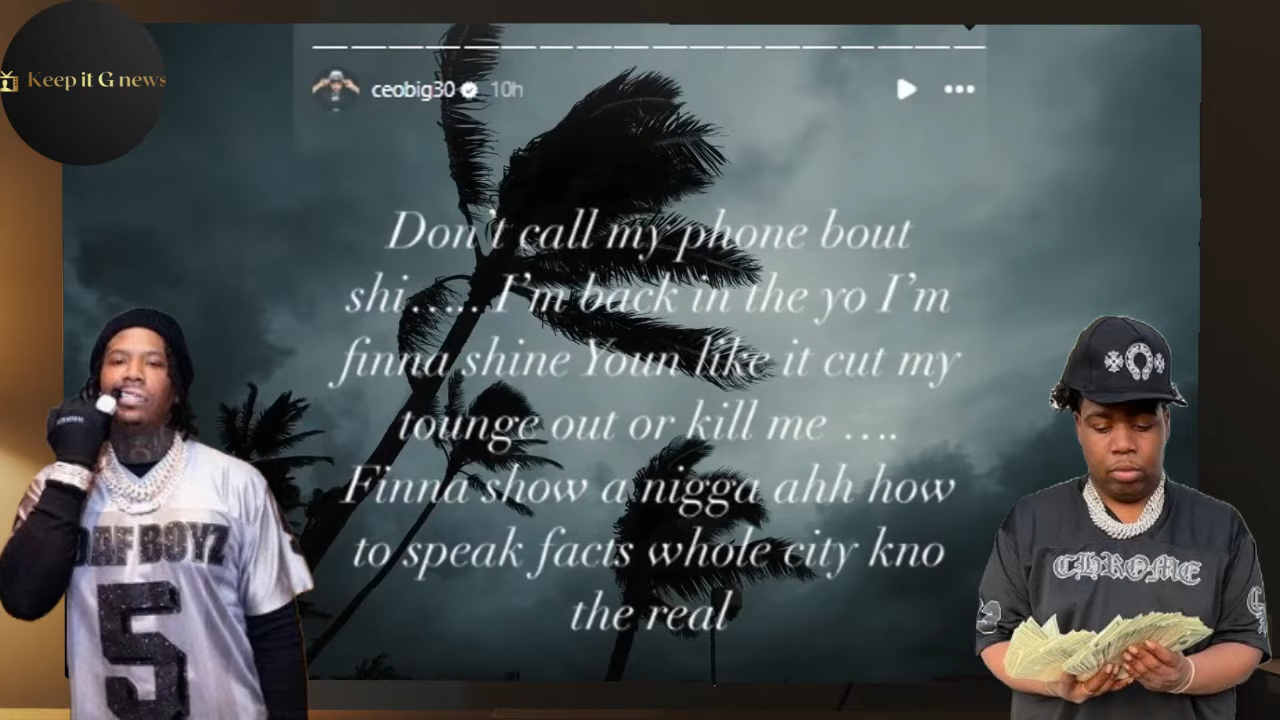 Keep it G news
ceobig30 10h
Don't call my phone bout
shi.….. I'm back in the yo I'm
finna shine Youn like it cut my
tounge out or kill me ….
Finna show a nigga ahh how
to speak facts whole city kno
the real
DAF BOYZ
5
CHROME